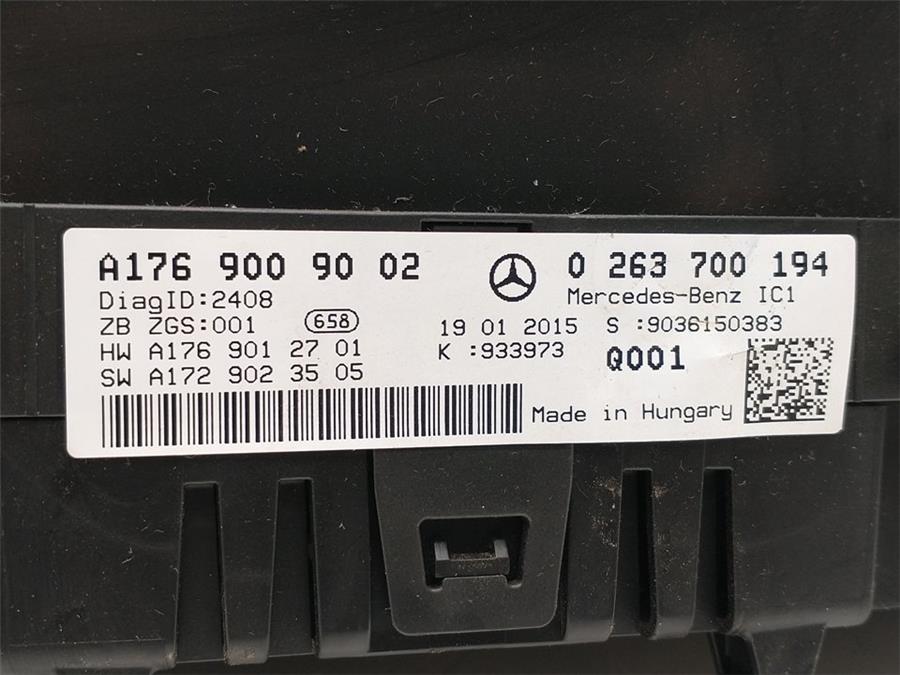 A176 900 90 02
0 263 700 194
DiagID:2408
Mercedes-Benz IC1
ZB ZGS:001
658
19 01 2015 S :9036150383
HW A176 901 27 01
K :933973
Q001
SW A172 902 35 05
Made in Hungary